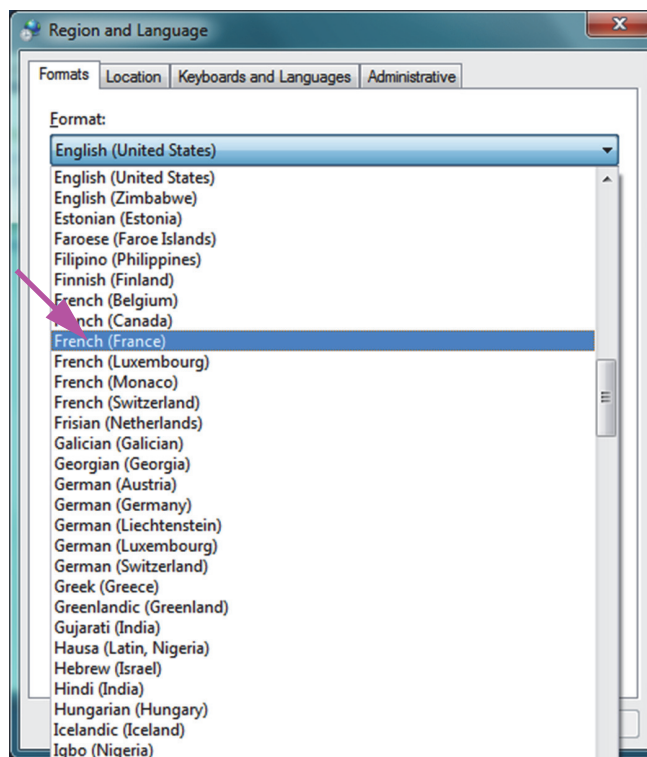 Region and Language
Formats Location Keyboards and Languages Administrative
Format:
English (United States)
English (United States)
English (Zimbabwe)
Estonian (Estonia)
Faroese (Faroe Islands)
Filipino (Philippines)
Finnish (Finland)
French (Belgium)
French (Canada)
French (France)
French (Luxembourg)
French (Monaco)
French (Switzerland)
Frisian (Netherlands)
Galician (Galician)
Georgian (Georgia)
German (Austria)
German (Germany)
German (Liechtenstein)
German (Luxembourg)
German (Switzerland)
Greek (Greece)
Greenlandic (Greenland)
Gujarati (India)
Hausa (Latin, Nigeria)
Hebrew (Israel)
Hindi (India)
Hungarian (Hungary)
Icelandic (Iceland)
Igbo (Nigeria)